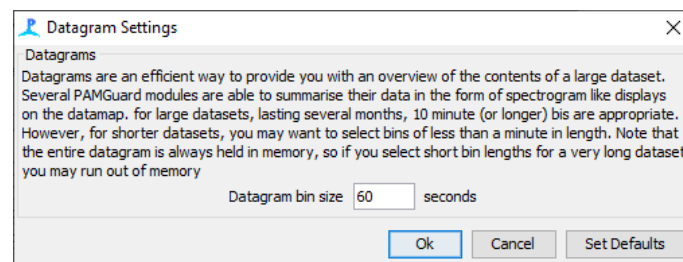 Datagram Settings
Datagrams
Datagrams are an efficient way to provide you with an overview of the contents of a large dataset.
Several PAMGuard modules are able to summarise their data in the form of spectrogram like displays
on the datamap. for large datasets, lasting several months, 10 minute (or longer) bis are appropriate.
However, for shorter datasets, you may want to select bins of less than a minute in length. Note that
the entire datagram is always held in memory, so if you select short bin lengths for a very long dataset
you may run out of memory
Datagram bin size 60 seconds
Ok Cancel Set Defaults